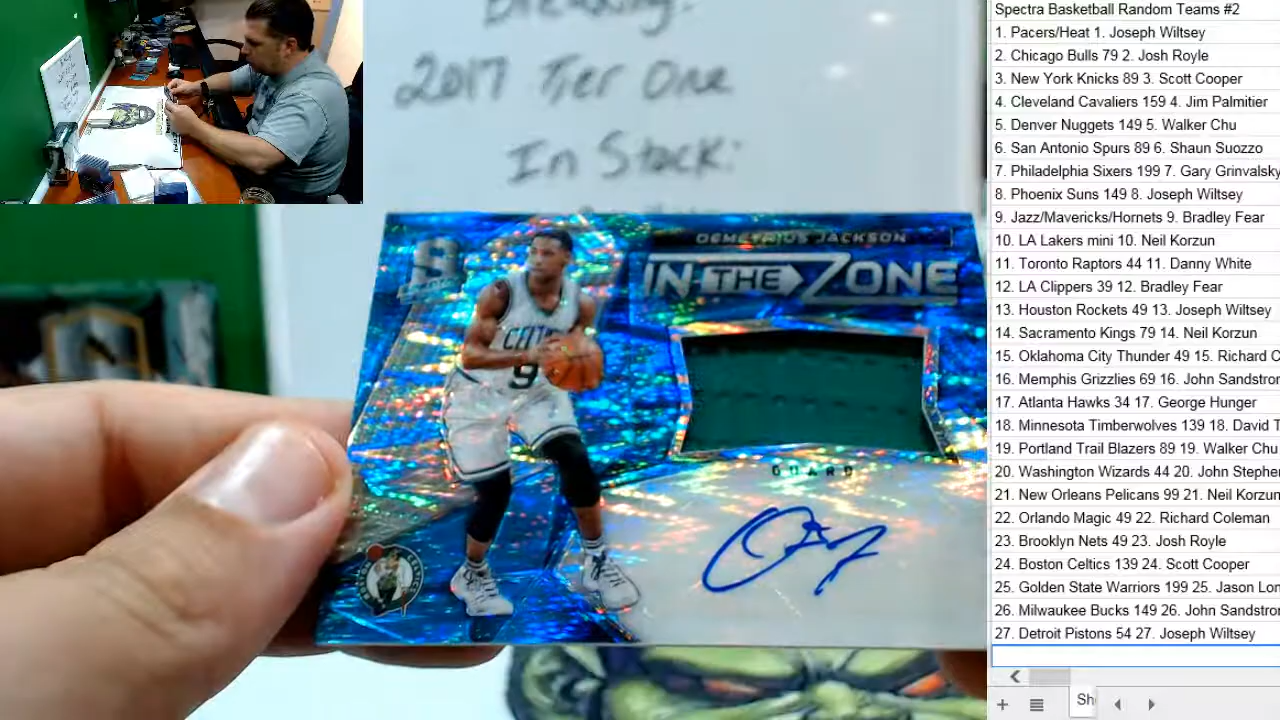 Breaking:
2017 Tier One
In Stock:
DEMETRIUS JACKSON
IN THE ZONE
CELTICS
9
GUARD
Spectra Basketball Random Teams #2
1. Pacers/Heat 1. Joseph Wiltsey
2. Chicago Bulls 79 2. Josh Royle
3. New York Knicks 89 3. Scott Cooper
4. Cleveland Cavaliers 159 4. Jim Palmitier
5. Denver Nuggets 149 5. Walker Chu
6. San Antonio Spurs 89 6. Shaun Suozzo
7. Philadelphia Sixers 199 7. Gary Grinvalsky
8. Phoenix Suns 149 8. Joseph Wiltsey
9. Jazz/Mavericks/Hornets 9. Bradley Fear
10. LA Lakers mini 10. Neil Korzun
11. Toronto Raptors 44 11. Danny White
12. LA Clippers 39 12. Bradley Fear
13. Houston Rockets 49 13. Joseph Wiltsey
14. Sacramento Kings 79 14. Neil Korzun
15. Oklahoma City Thunder 49 15. Richard C
16. Memphis Grizzlies 69 16. John Sandstrom
17. Atlanta Hawks 34 17. George Hunger
18. Minnesota Timberwolves 139 18. David T
19. Portland Trail Blazers 89 19. Walker Chu
20. Washington Wizards 44 20. John Stephen
21. New Orleans Pelicans 99 21. Neil Korzun
22. Orlando Magic 49 22. Richard Coleman
23. Brooklyn Nets 49 23. Josh Royle
24. Boston Celtics 139 24. Scott Cooper
25. Golden State Warriors 199 25. Jason Lon
26. Milwaukee Bucks 149 26. John Sandstrom
27. Detroit Pistons 54 27. Joseph Wiltsey
She